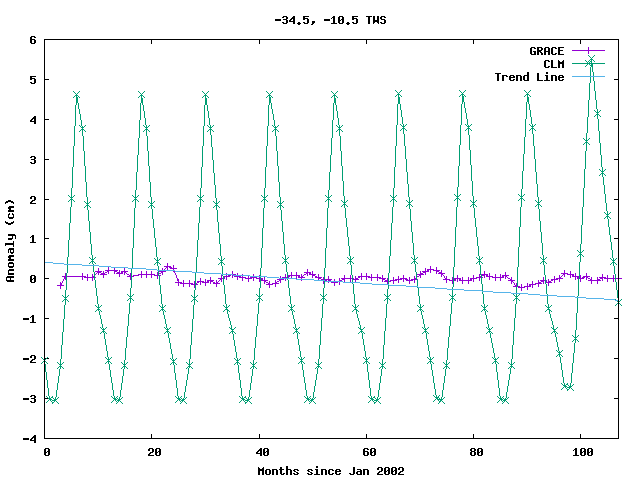 -34.5, -10.5 TWS
GRACE
CLM
Trend Line
6
5
4
3
2
1
0
-1
-2
-3
-4
Anomaly (cm)
0 20 40 60 80 100
Months since Jan 2002